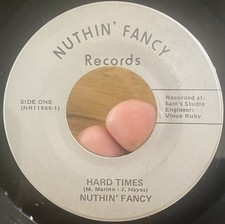 NUTHIN' FANCY
Records
SIDE ONE
(NR11969-1)
Recorded at:
Sam's Studio
Engineer:
Vince Ruby
HARD TIMES
(M. Marino - J. Hayes)
NUTHIN' FANCY